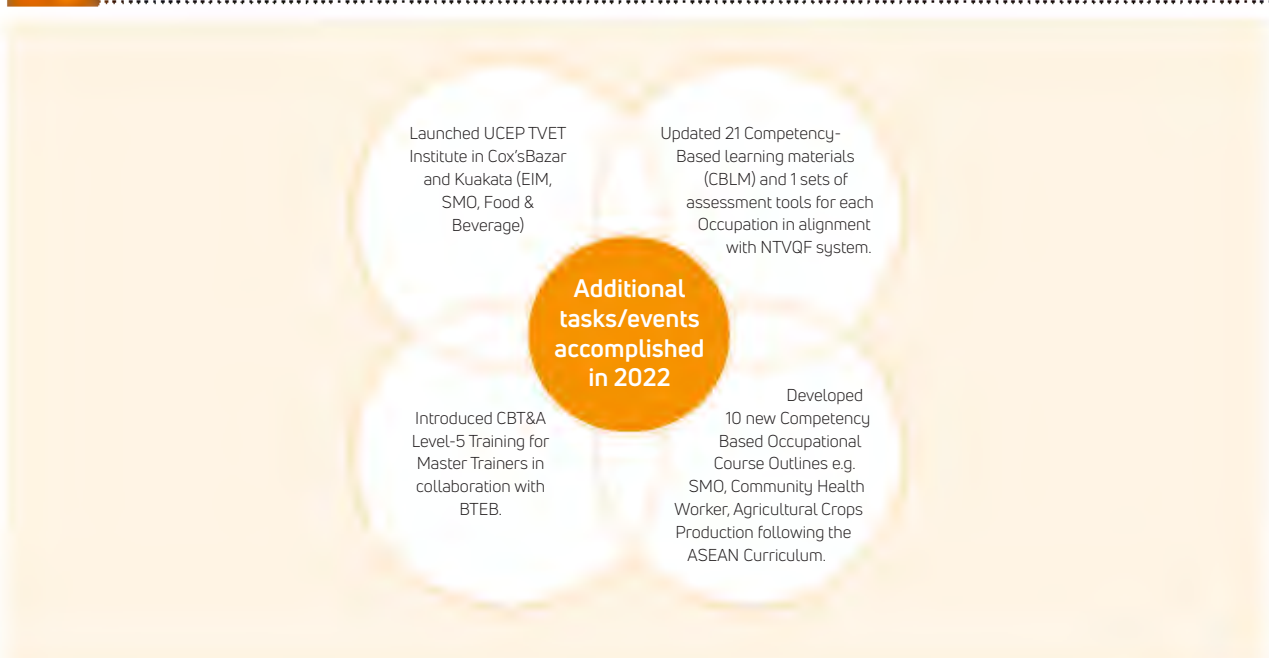 Launched UCEP TVET
Institute in Cox'sBazar
and Kuakata (EIM,
SMO, Food &
Beverage)
Updated 21 Competency-
Based learning materials
(CBLM) and 1 sets of
assessment tools for each
Occupation in alignment
with NTVQF system.
Additional
tasks/events
accomplished
in 2022
Introduced CBT&A
Level-5 Training for
Master Trainers in
collaboration with
BTEB.
Developed
10 new Competency
Based Occupational
Course Outlines e.g.
SMO, Community Health
Worker, Agricultural Crops
Production following the
ASEAN Curriculum.